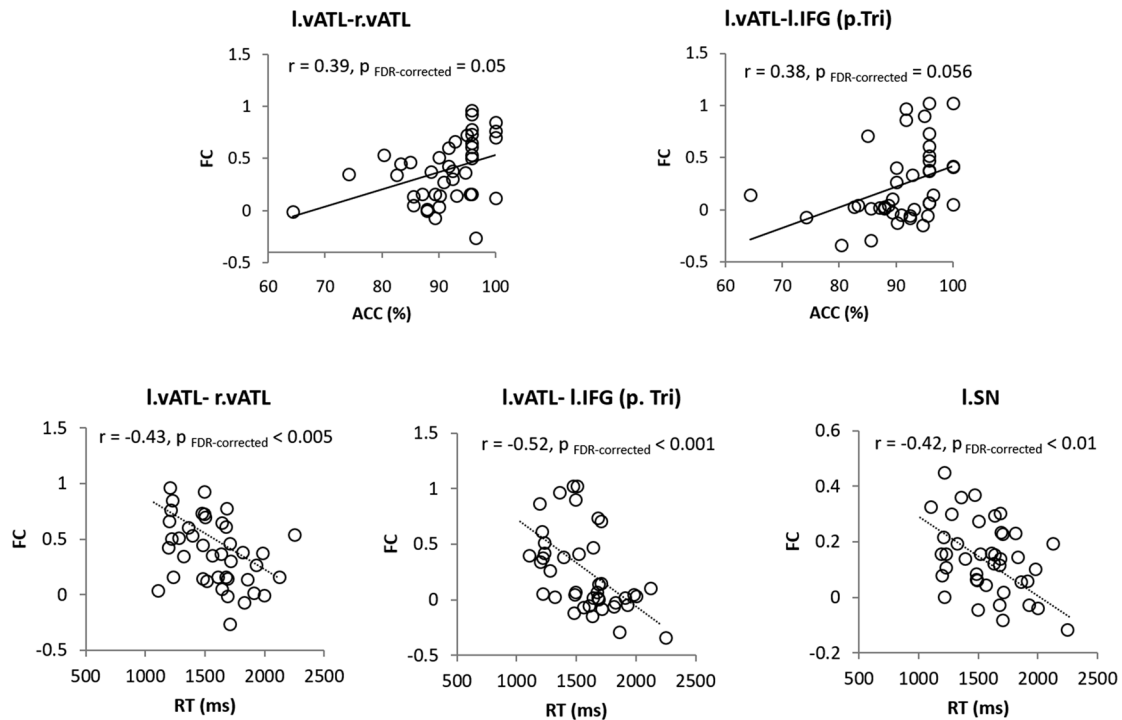 l.vATL-r.vATL
r = 0.39, p FDR-corrected = 0.05
1.5
1
0.5
0
-0.5
FC
60 70 80 90 100
ACC (%)
l.vATL-l.IFG (p.Tri)
r = 0.38, p FDR-corrected = 0.056
1.5
1
0.5
0
-0.5
FC
60 70 80 90 100
ACC (%)
l.vATL- r.vATL
r = -0.43, p FDR-corrected < 0.005
1.5
1
0.5
0
-0.5
FC
500 1000 1500 2000 2500
RT (ms)
l.vATL- l.IFG (p. Tri)
r = -0.52, p FDR-corrected < 0.001
1.5
1
0.5
0
-0.5
FC
500 1000 1500 2000 2500
RT (ms)
l.SN
r = -0.42, p FDR-corrected < 0.01
0.6
0.4
0.2
0
-0.2
FC
500 1000 1500 2000 2500
RT (ms)